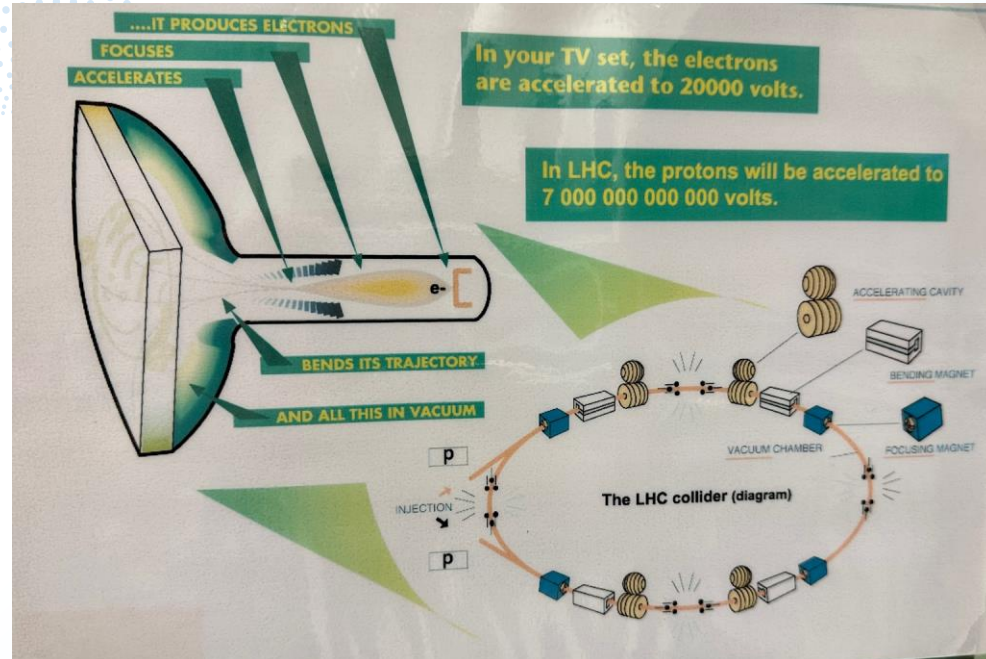 ....IT PRODUCES ELECTRONS
FOCUSES
ACCELERATES
In your TV set, the electrons
are accelerated to 20000 volts.
In LHC, the protons will be accelerated to
7 000 000 000 000 volts.
e-
BENDS ITS TRAJECTORY
AND ALL THIS IN VACUUM
ACCELERATING CAVITY
BENDING MAGNET
FOCUSING MAGNET
VACUUM CHAMBER
p
INJECTION
p
The LHC collider (diagram)